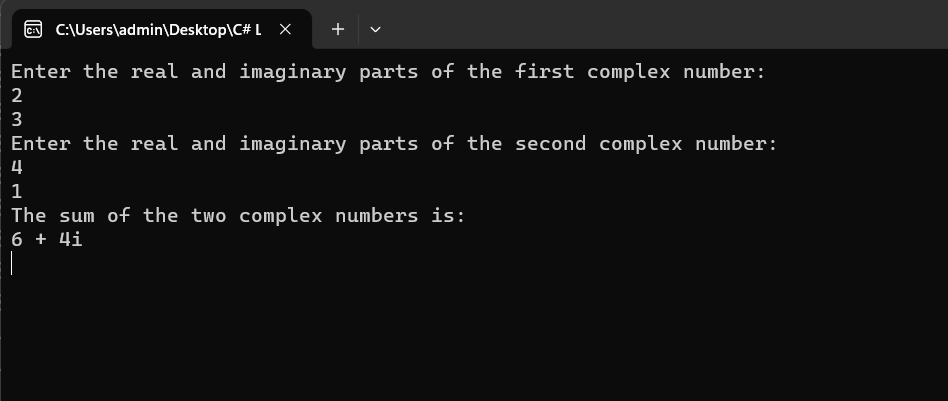 C:\Users\admin\Desktop\C# L
Enter the real and imaginary parts of the first complex number:
2
3
Enter the real and imaginary parts of the second complex number:
4
1
The sum of the two complex numbers is:
6 + 4i